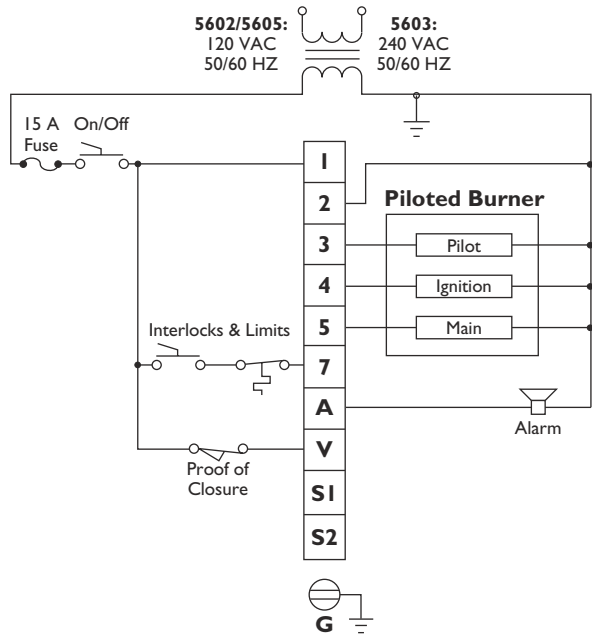 5602/5605:
120 VAC
50/60 HZ
5603:
240 VAC
50/60 HZ
15 A
Fuse
On/Off
1
2
Piloted Burner
3
Pilot
4
Ignition
5
Main
Interlocks & Limits
7
A
Alarm
V
Proof of
Closure
S1
S2
G